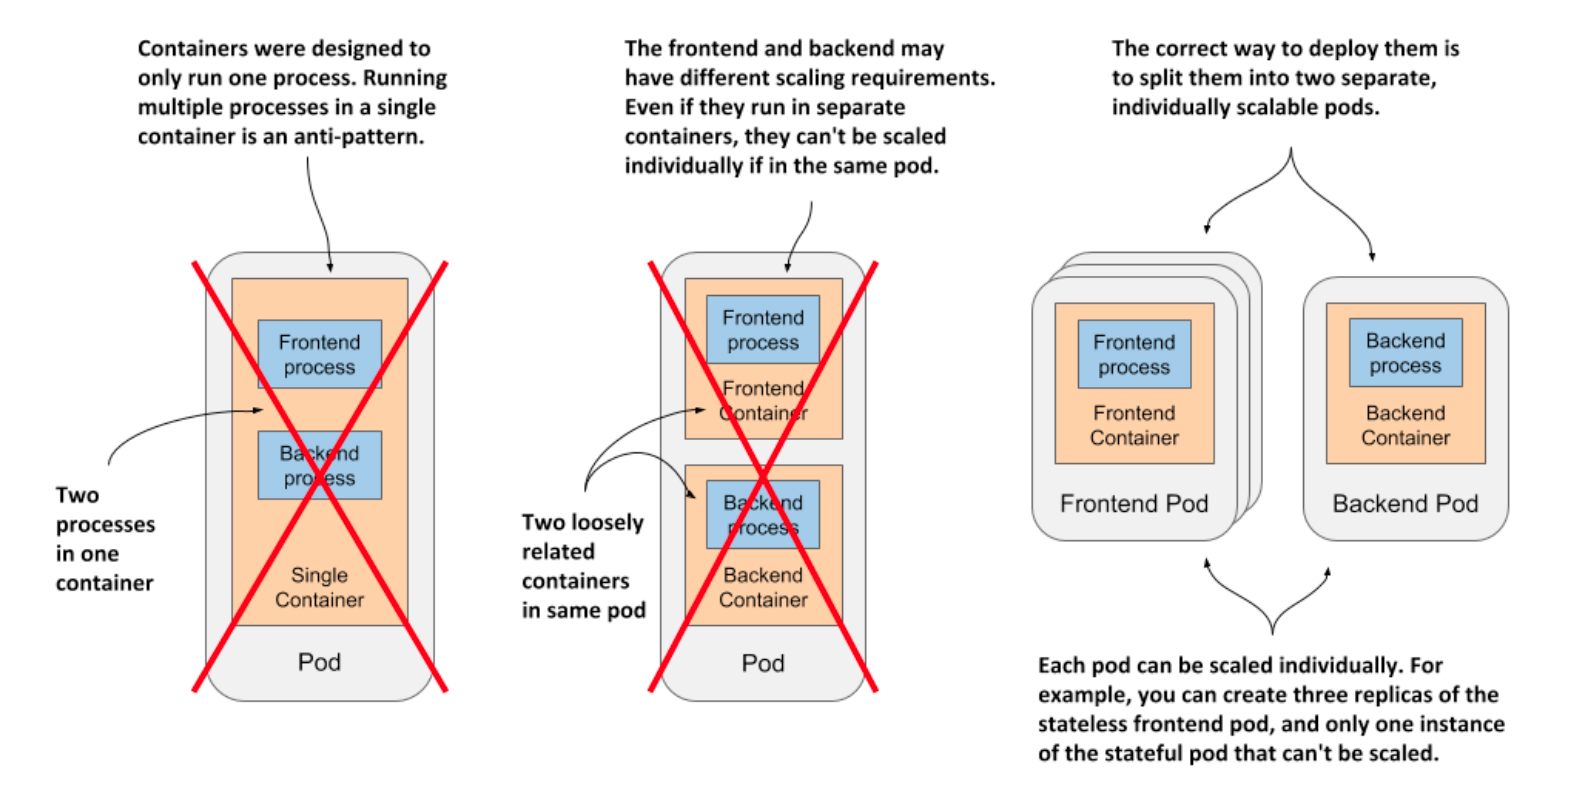 Containers were designed to
only run one process. Running
multiple processes in a single
container is an anti-pattern.
Frontend
process
Backend
process
Two
processes
in one
container
Single
Container
Pod
The frontend and backend may
have different scaling requirements.
Even if they run in separate
containers, they can't be scaled
individually if in the same pod.
Frontend
process
Frontend
Container
Backend
process
Two loosely
related
containers
in same pod
Backend
Container
Pod
The correct way to deploy them is
to split them into two separate,
individually scalable pods.
Frontend
process
Frontend
Container
Frontend Pod
Backend
process
Backend
Container
Backend Pod
Each pod can be scaled individually. For
example, you can create three replicas of the
stateless frontend pod, and only one instance
of the stateful pod that can't be scaled.